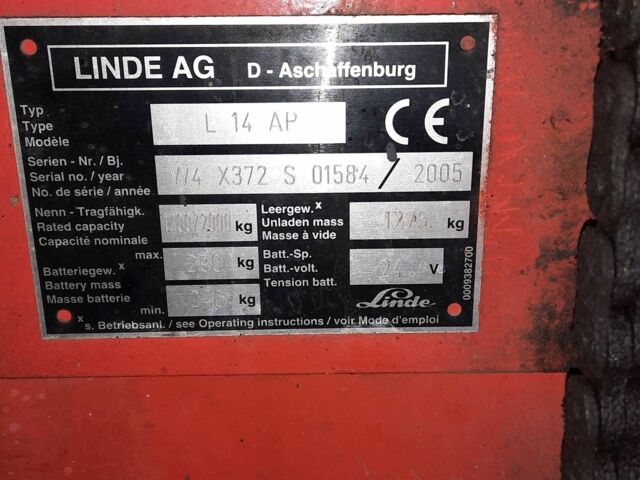 LINDE AG D - Aschaffenburg
Typ
Type
Modèle
L 14 AP
CE
Serien - Nr. / Bj.
Serial no. / year
No. de série / année
W4 X372 S 01584 / 2005
Nenn - Tragfähigk.
Rated capacity
Capacité nominale
kg
Leergew. x
Unladen mass
Masse à vide
kg
max.
kg
Batteriegew. x
Battery mass
Masse batterie
min.
kg
Batt.-Sp.
Batt.-volt.
Tension batt.
24 V
Linde
0009382700
x s. Betriebsanl. / see Operating instructions / voir Mode d'emploi